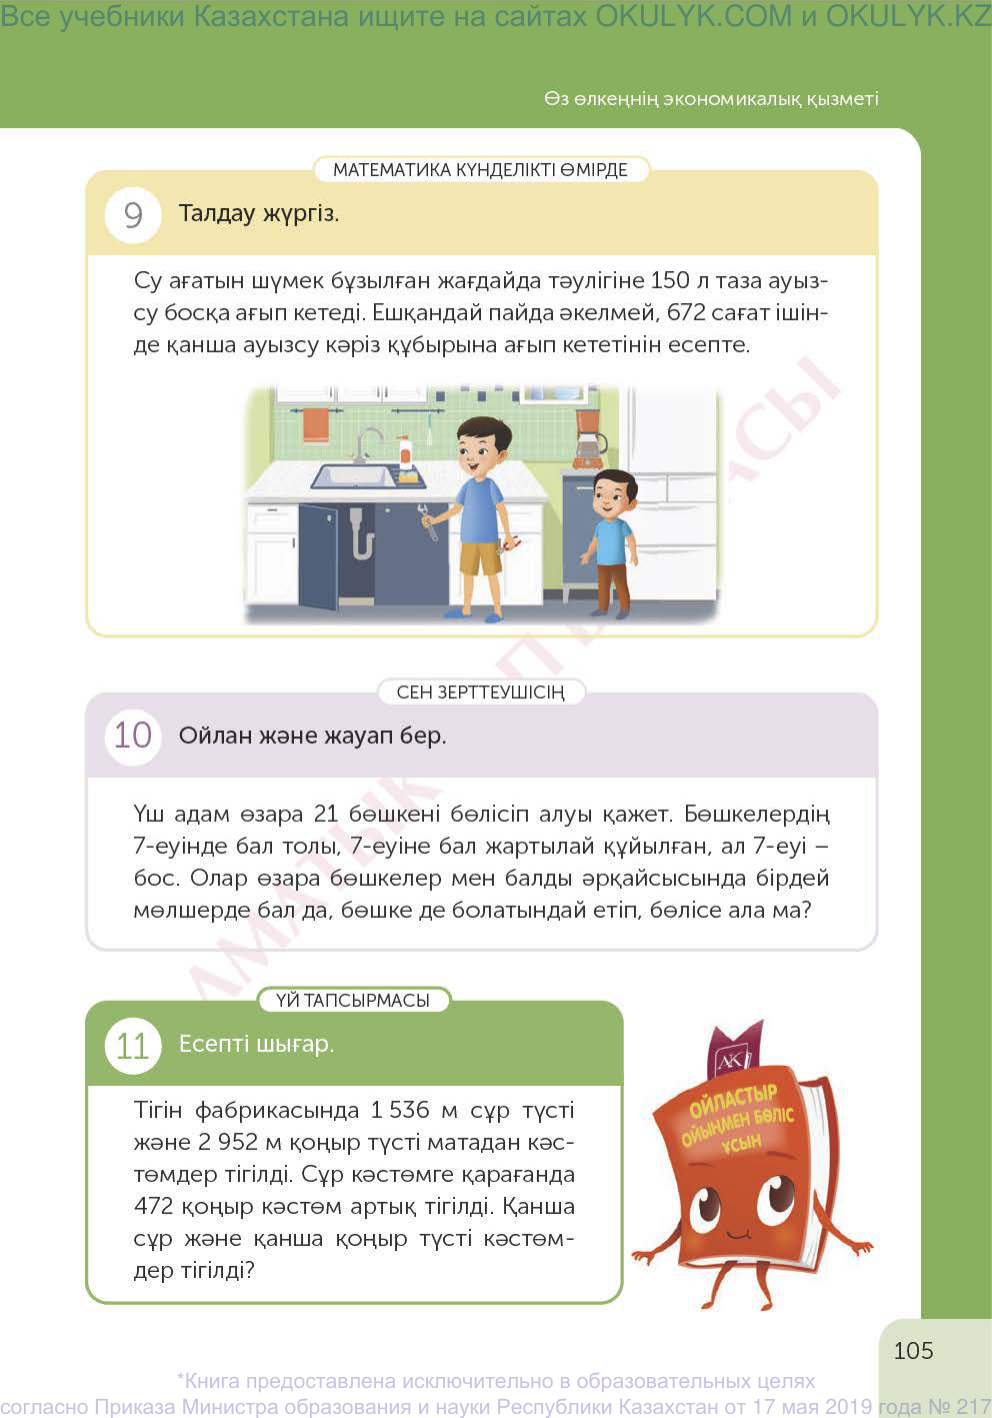 Все учебники Казахстана ищите на сайтах OKULYK.COM и OKULYK.KZ
Өз өлкеңнің экономикалық қызметі
МАТЕМАТИКА КҮНДЕЛІКТІ ӨМІРДЕ
9 Талдау жүргіз.
Су ағатын шүмек бұзылған жағдайда тәулігіне 150 л таза ауыз-
су босқа ағып кетеді. Ешқандай пайда әкелмей, 672 сағат ішін-
де қанша ауызсу кәріз құбырына ағып кететінін есепте.
СЕН ЗЕРТТЕУШІСІҢ
10 Ойлан және жауап бер.
Үш адам өзара 21 бөшкені бөлісіп алуы қажет. Бөшкелердің
7-еуінде бал толы, 7-еуіне бал жартылай құйылған, ал 7-еуі –
бос. Олар өзара бөшкелер мен балды әрқайсысында бірдей
мөлшерде бал да, бөшке де болатындай етіп, бөлісе ала ма?
ҮЙ ТАПСЫРМАСЫ
11 Есепті шығар.
Тігін фабрикасында 1 536 м сұр түсті
және 2 952 м қоңыр түсті матадан кәс-
төмдер тігілді. Сұр кәстөмге қарағанда
472 қоңыр кәстөм артық тігілді. Қанша
сұр және қанша қоңыр түсті кәстөм-
дер тігілді?
АК
ОЙЛАСТЫР
ОЙЫҢМЕН БӨЛІС
ҰСЫН
105
*Книга предоставлена исключительно в образовательных целях
согласно Приказа Министра образования и науки Республики Казахстан от 17 мая 2019 года № 217